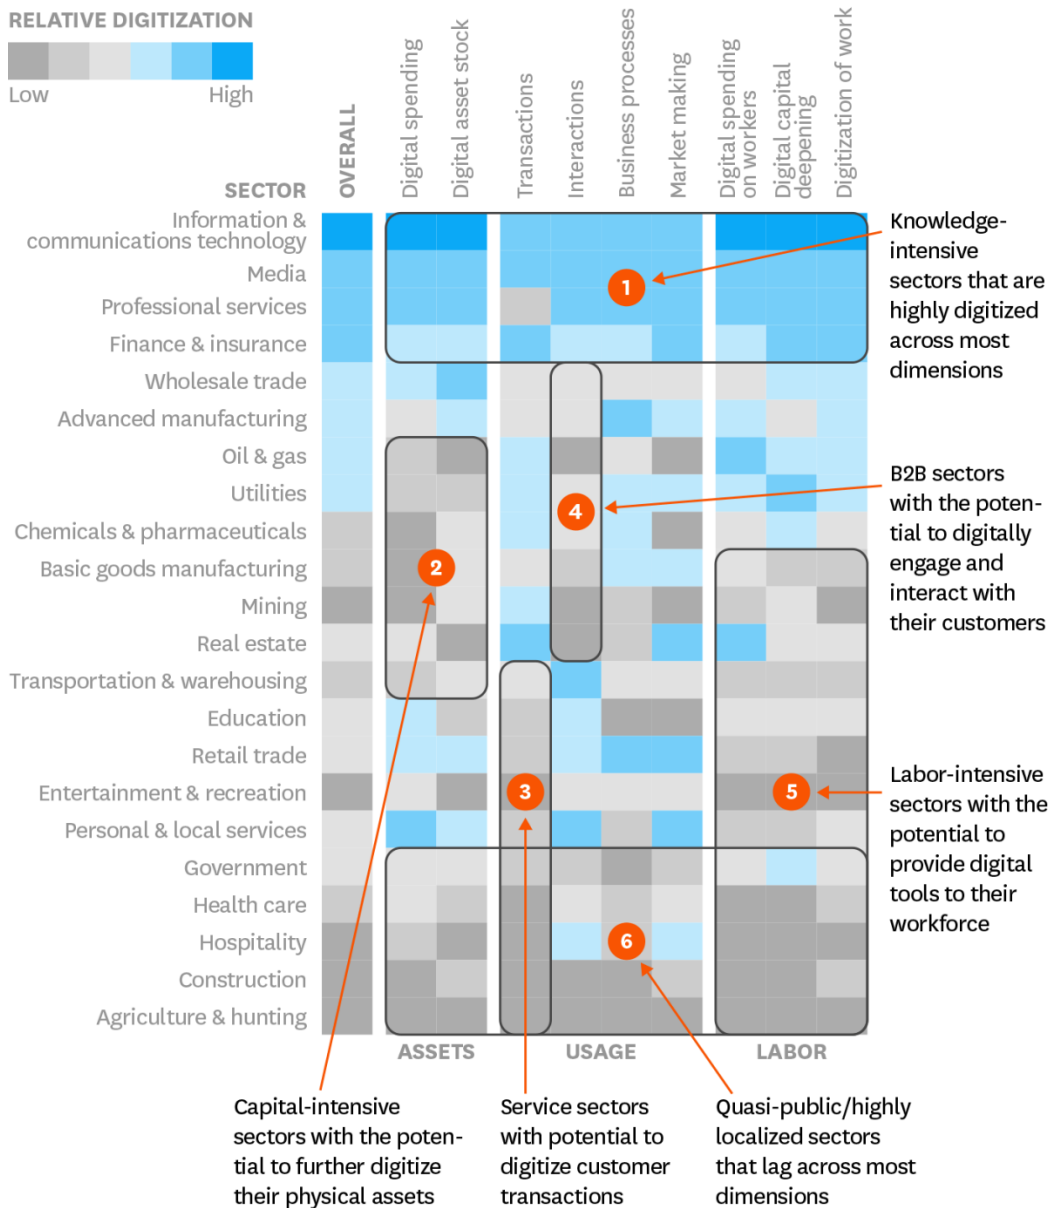 RELATIVE DIGITIZATION
Low
High
SECTOR
OVERALL
Digital spending
Digital asset stock
Transactions
Interactions
Business processes
Market making
Digital spending
on workers
Digital capital
deepening
Digitization of work
Information &
communications technology
Media
Professional services
Finance & insurance
Wholesale trade
Advanced manufacturing
Oil & gas
Utilities
Chemicals & pharmaceuticals
Basic goods manufacturing
Mining
Real estate
Transportation & warehousing
Education
Retail trade
Entertainment & recreation
Personal & local services
Government
Health care
Hospitality
Construction
Agriculture & hunting
1
2
3
4
5
6
Knowledge-
intensive
sectors that are
highly digitized
across most
dimensions
B2B sectors
with the poten-
tial to digitally
engage and
interact with
their customers
Labor-intensive
sectors with the
potential to
provide digital
tools to their
workforce
ASSETS
USAGE
LABOR
Capital-intensive
sectors with the poten-
tial to further digitize
their physical assets
Service sectors
with potential to
digitize customer
transactions
Quasi-public/highly
localized sectors
that lag across most
dimensions